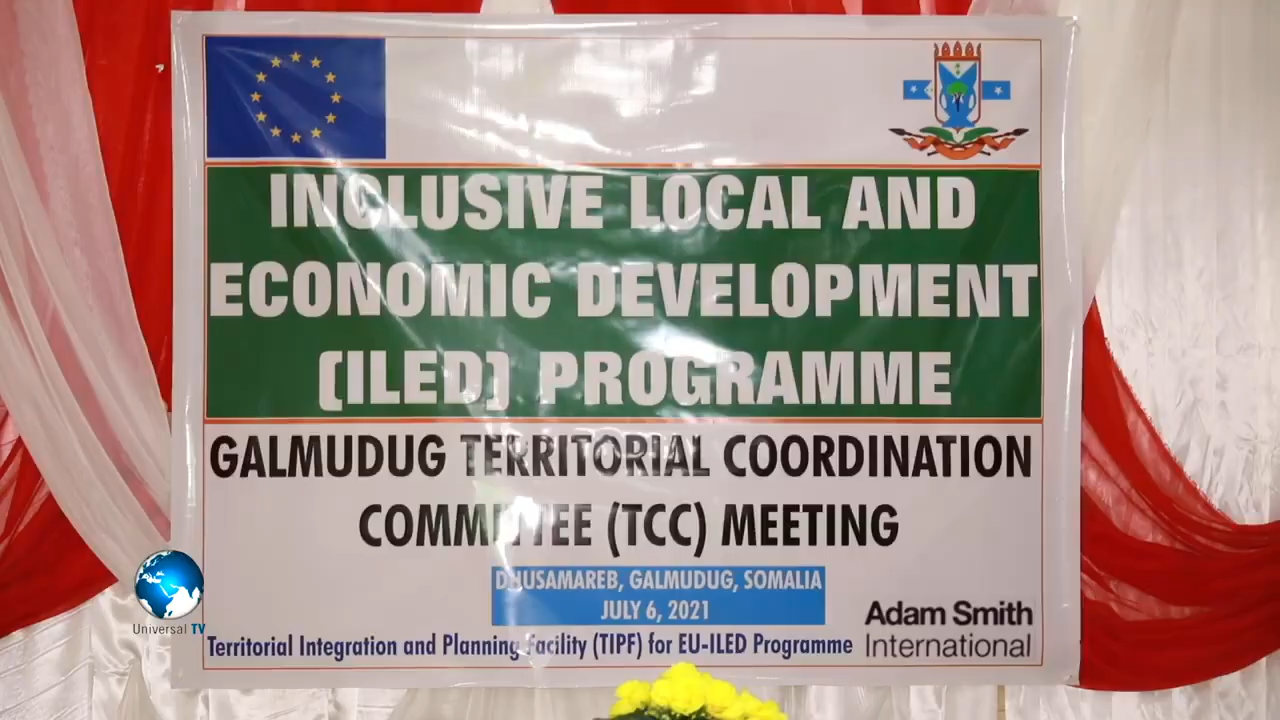 INCLUSIVE LOCAL AND
ECONOMIC DEVELOPMENT
(ILED) PROGRAMME
GALMUDUG TERRITORIAL COORDINATION
COMMITTEE (TCC) MEETING
DHUSAMAREB, GALMUDUG, SOMALIA
JULY 6, 2021
Adam Smith
International
Territorial Integration and Planning Facility (TIPF) for EU-ILED Programme
Universal TV